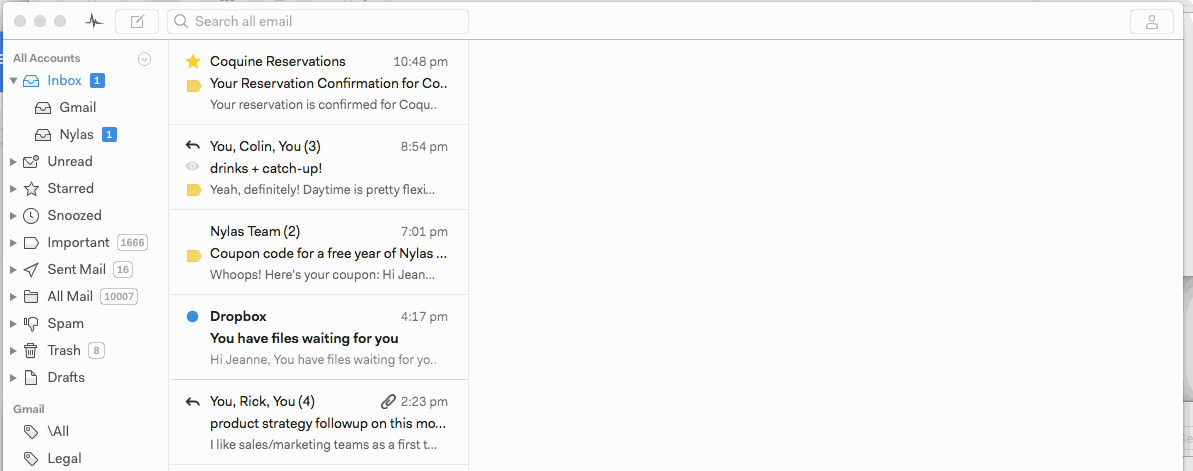 Search all email
All Accounts
Inbox 1
Gmail
Nylas 1
Unread
Starred
Snoozed
Important 1666
Sent Mail 16
All Mail 10007
Spam
Trash 8
Drafts
Gmail
\All
Legal
Coquine Reservations 10:48 pm
Your Reservation Confirmation for Co..
Your reservation is confirmed for Coqu..
You, Colin, You (3) 8:54 pm
drinks + catch-up!
Yeah, definitely! Daytime is pretty flexi...
Nylas Team (2) 7:01 pm
Coupon code for a free year of Nylas ...
Whoops! Here's your coupon: Hi Jean...
Dropbox 4:17 pm
You have files waiting for you
Hi Jeanne, You have files waiting for yo..
You, Rick, You (4) 2:23 pm
product strategy followup on this mo...
I like sales/marketing teams as a first t...